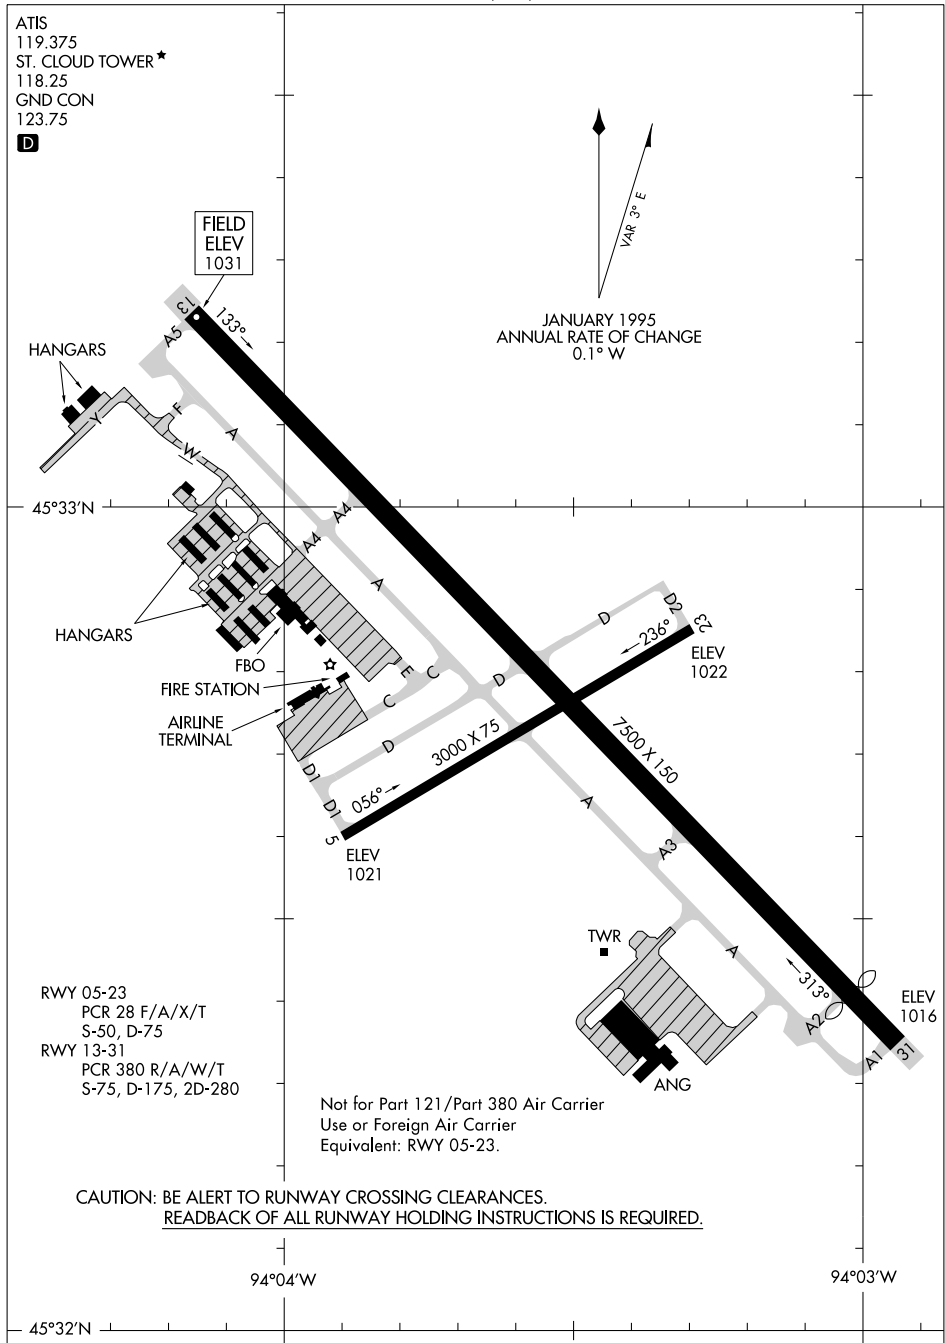 ATIS
119.375
ST. CLOUD TOWER ★
118.25
GND CON
123.75
D
FIELD
ELEV
1031
VAR 3° E
JANUARY 1995
ANNUAL RATE OF CHANGE
0.1° W
13
133°
A5
HANGARS
Y
F
A
W
45°33'N
A4
A4
A
HANGARS
FBO
FIRE STATION
AIRLINE
TERMINAL
E
C
C
D
D
D
D2
23
236°
ELEV
1022
3000 X 75
7500 X 150
D1
D1
056°
5
ELEV
1021
A
A3
A
TWR
313°
A2
A1
31
ELEV
1016
ANG
RWY 05-23
PCR 28 F/A/X/T
S-50, D-75
RWY 13-31
PCR 380 R/A/W/T
S-75, D-175, 2D-280
Not for Part 121/Part 380 Air Carrier
Use or Foreign Air Carrier
Equivalent: RWY 05-23.
CAUTION: BE ALERT TO RUNWAY CROSSING CLEARANCES.
READBACK OF ALL RUNWAY HOLDING INSTRUCTIONS IS REQUIRED.
94°04'W
94°03'W
45°32'N